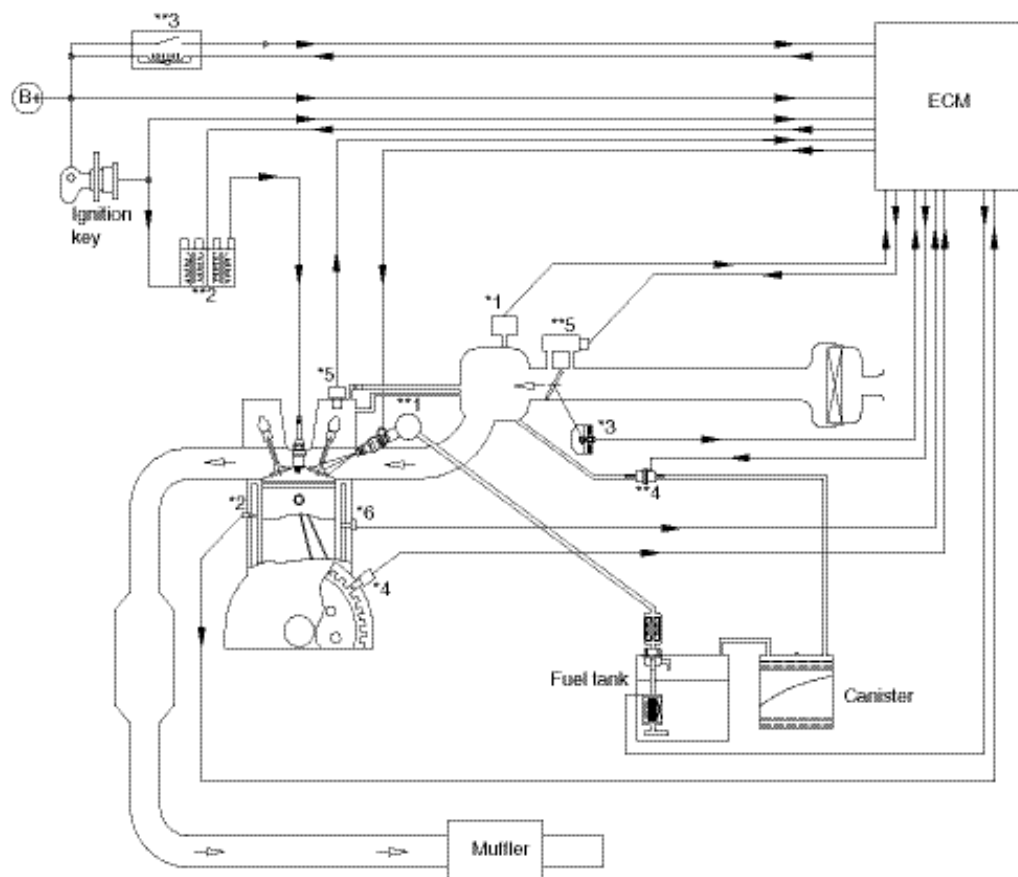 **3
B+
ECM
Ignition
key
**2
*1
**5
*5
**1
*3
**4
*2
*6
*4
Fuel tank
Canister
Muffler